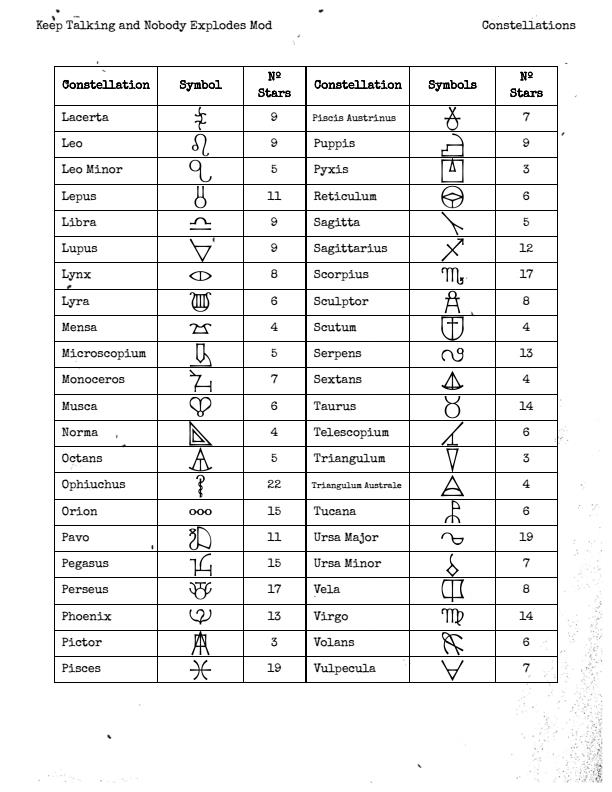 Keep Talking and Nobody Explodes Mod Constellations
Constellation Symbol Nº Stars Constellation Symbols Nº Stars
Lacerta 9 Piscis Austrinus 7
Leo 9 Puppis 9
Leo Minor 5 Pyxis 3
Lepus 11 Reticulum 6
Libra 9 Sagitta 5
Lupus 9 Sagittarius 12
Lynx 8 Scorpius 17
Lyra 6 Sculptor 8
Mensa 4 Scutum 4
Microscopium 5 Serpens 13
Monoceros 7 Sextans 4
Musca 6 Taurus 14
Norma 4 Telescopium 6
Octans 5 Triangulum 3
Ophiuchus 22 Triangulum Australe 4
Orion 15 Tucana 6
Pavo 11 Ursa Major 19
Pegasus 15 Ursa Minor 7
Perseus 17 Vela 8
Phoenix 13 Virgo 14
Pictor 3 Volans 6
Pisces 19 Vulpecula 7